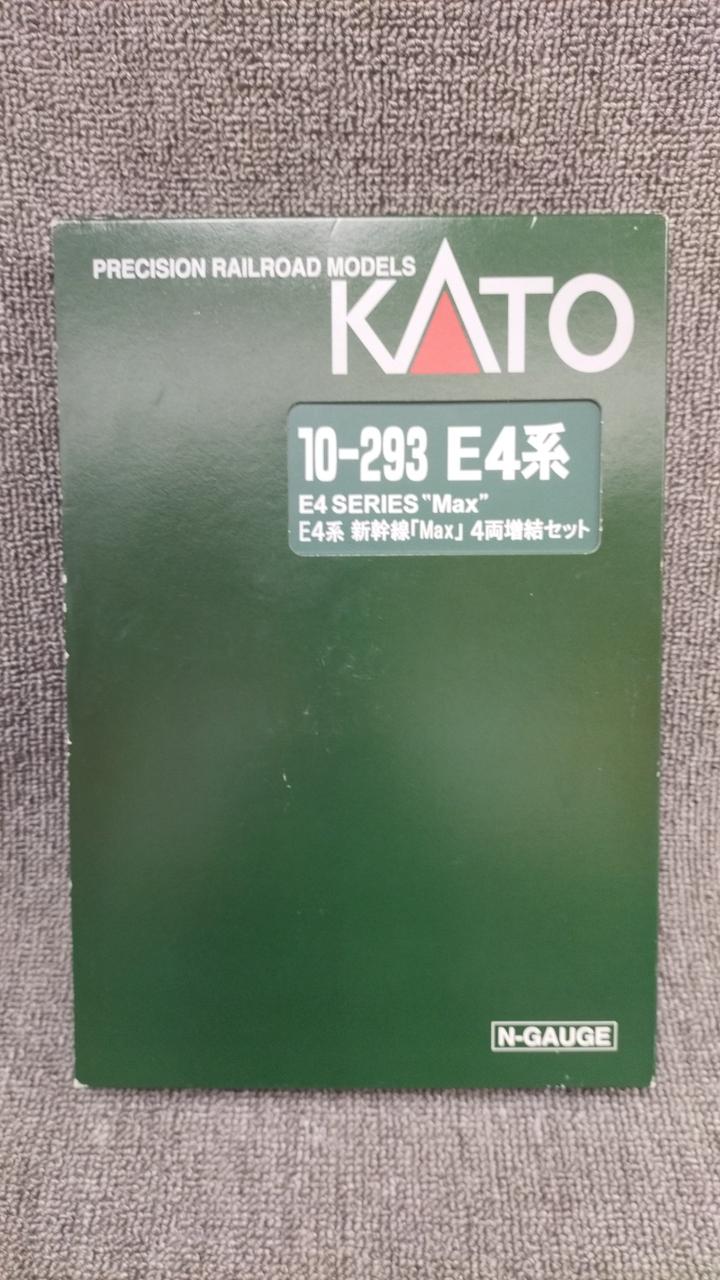 PRECISION RAILROAD MODELS
KATO
10-293 E4系
E4 SERIES "Max"
E4系 新幹線「Max」 4両増結セット
N-GAUGE